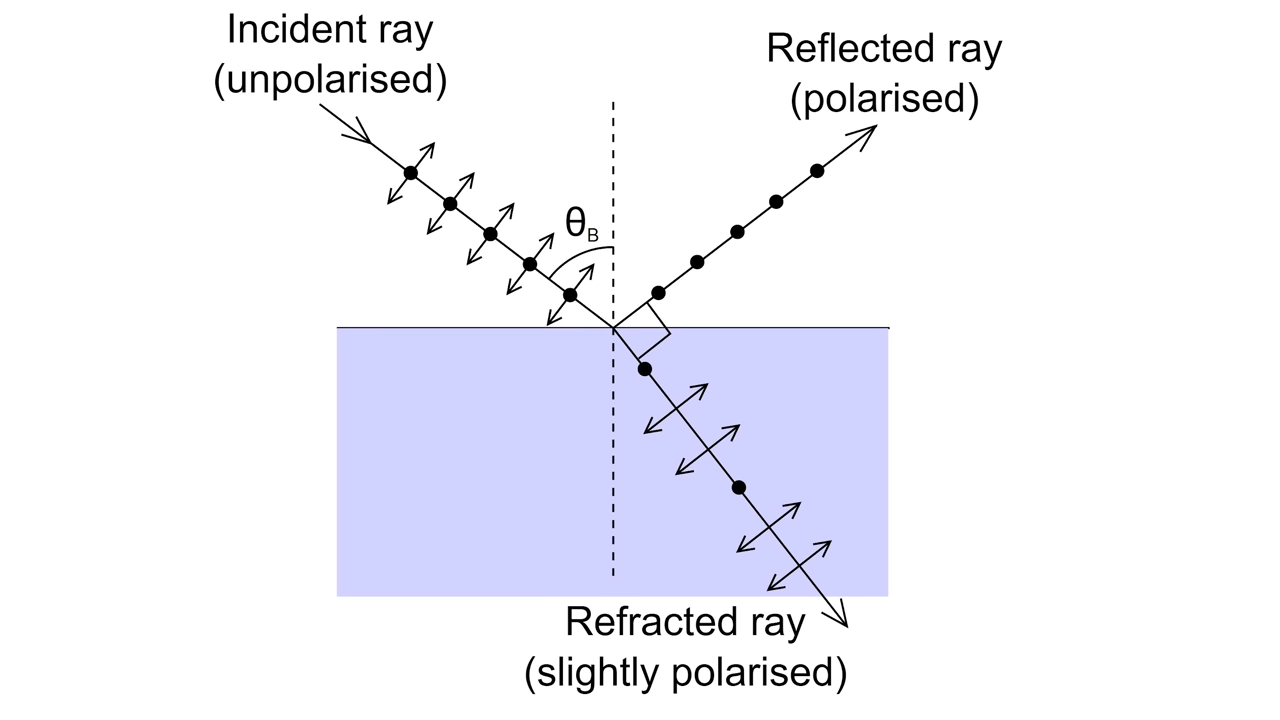 Incident ray
(unpolarised)
Reflected ray
(polarised)
θB
Refracted ray
(slightly polarised)